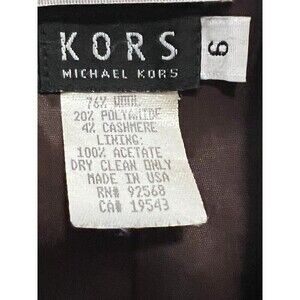 KORS
MICHAEL KORS
6
76% WOOL
20% POLYAMIDE
4% CASHMERE
LINING:
100% ACETATE
DRY CLEAN ONLY
MADE IN USA
RN# 92568
CA# 19543